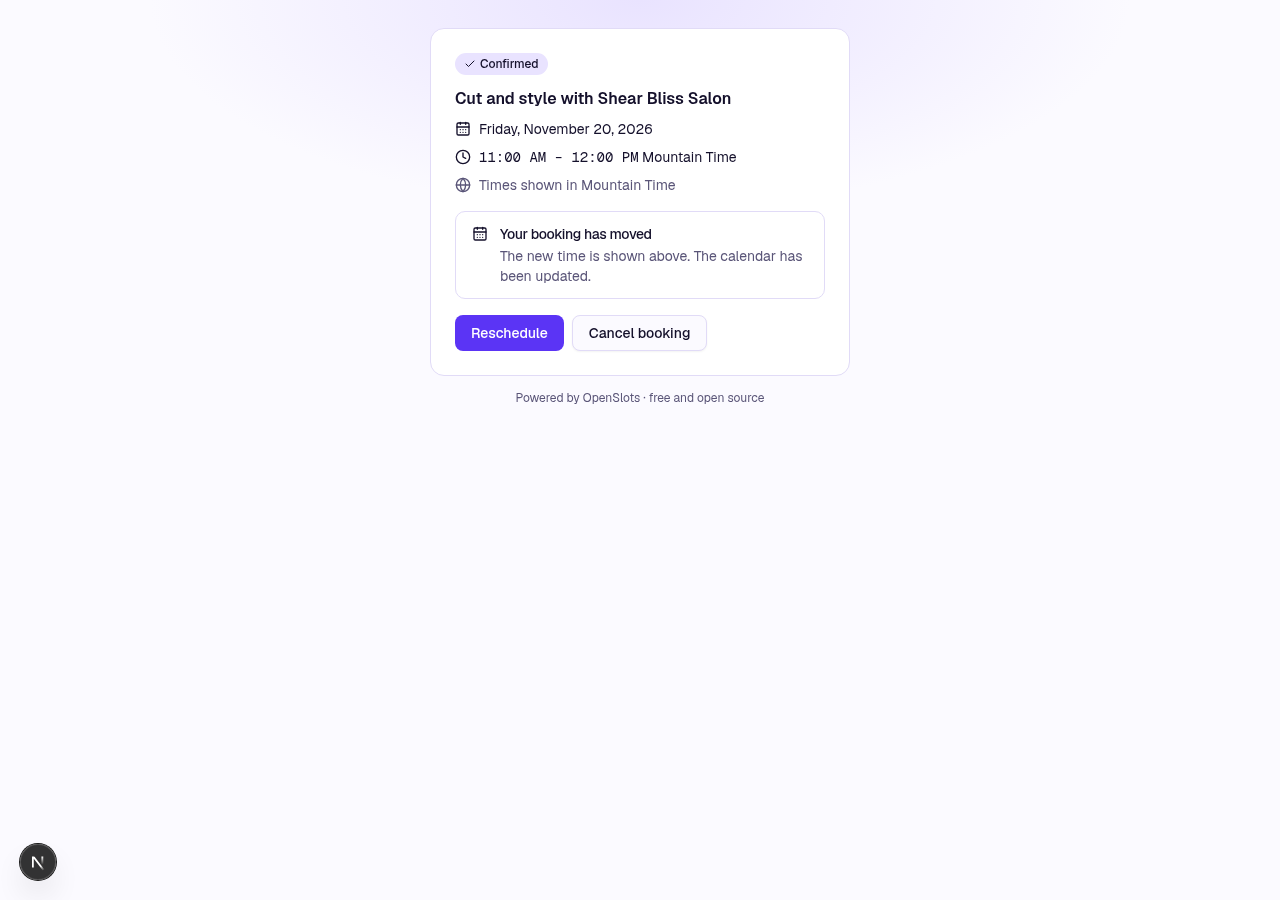 Confirmed
Cut and style with Shear Bliss Salon
Friday, November 20, 2026
11:00 AM – 12:00 PM Mountain Time
Times shown in Mountain Time
Your booking has moved
The new time is shown above. The calendar has
been updated.
Reschedule
Cancel booking
Powered by OpenSlots · free and open source
N